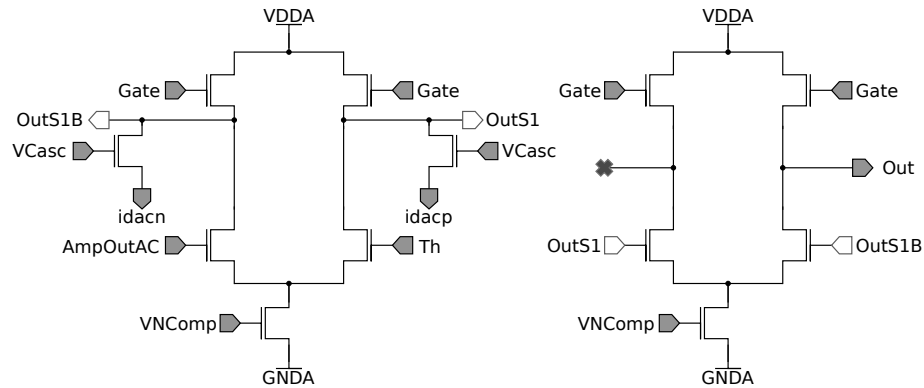 VDDA
VDDA
Gate
Gate
Gate
Gate
OutS1B
OutS1
VCasc
VCasc
Out
idacn
idacp
AmpOutAC
Th
OutS1
OutS1B
VNComp
VNComp
GNDA
GNDA